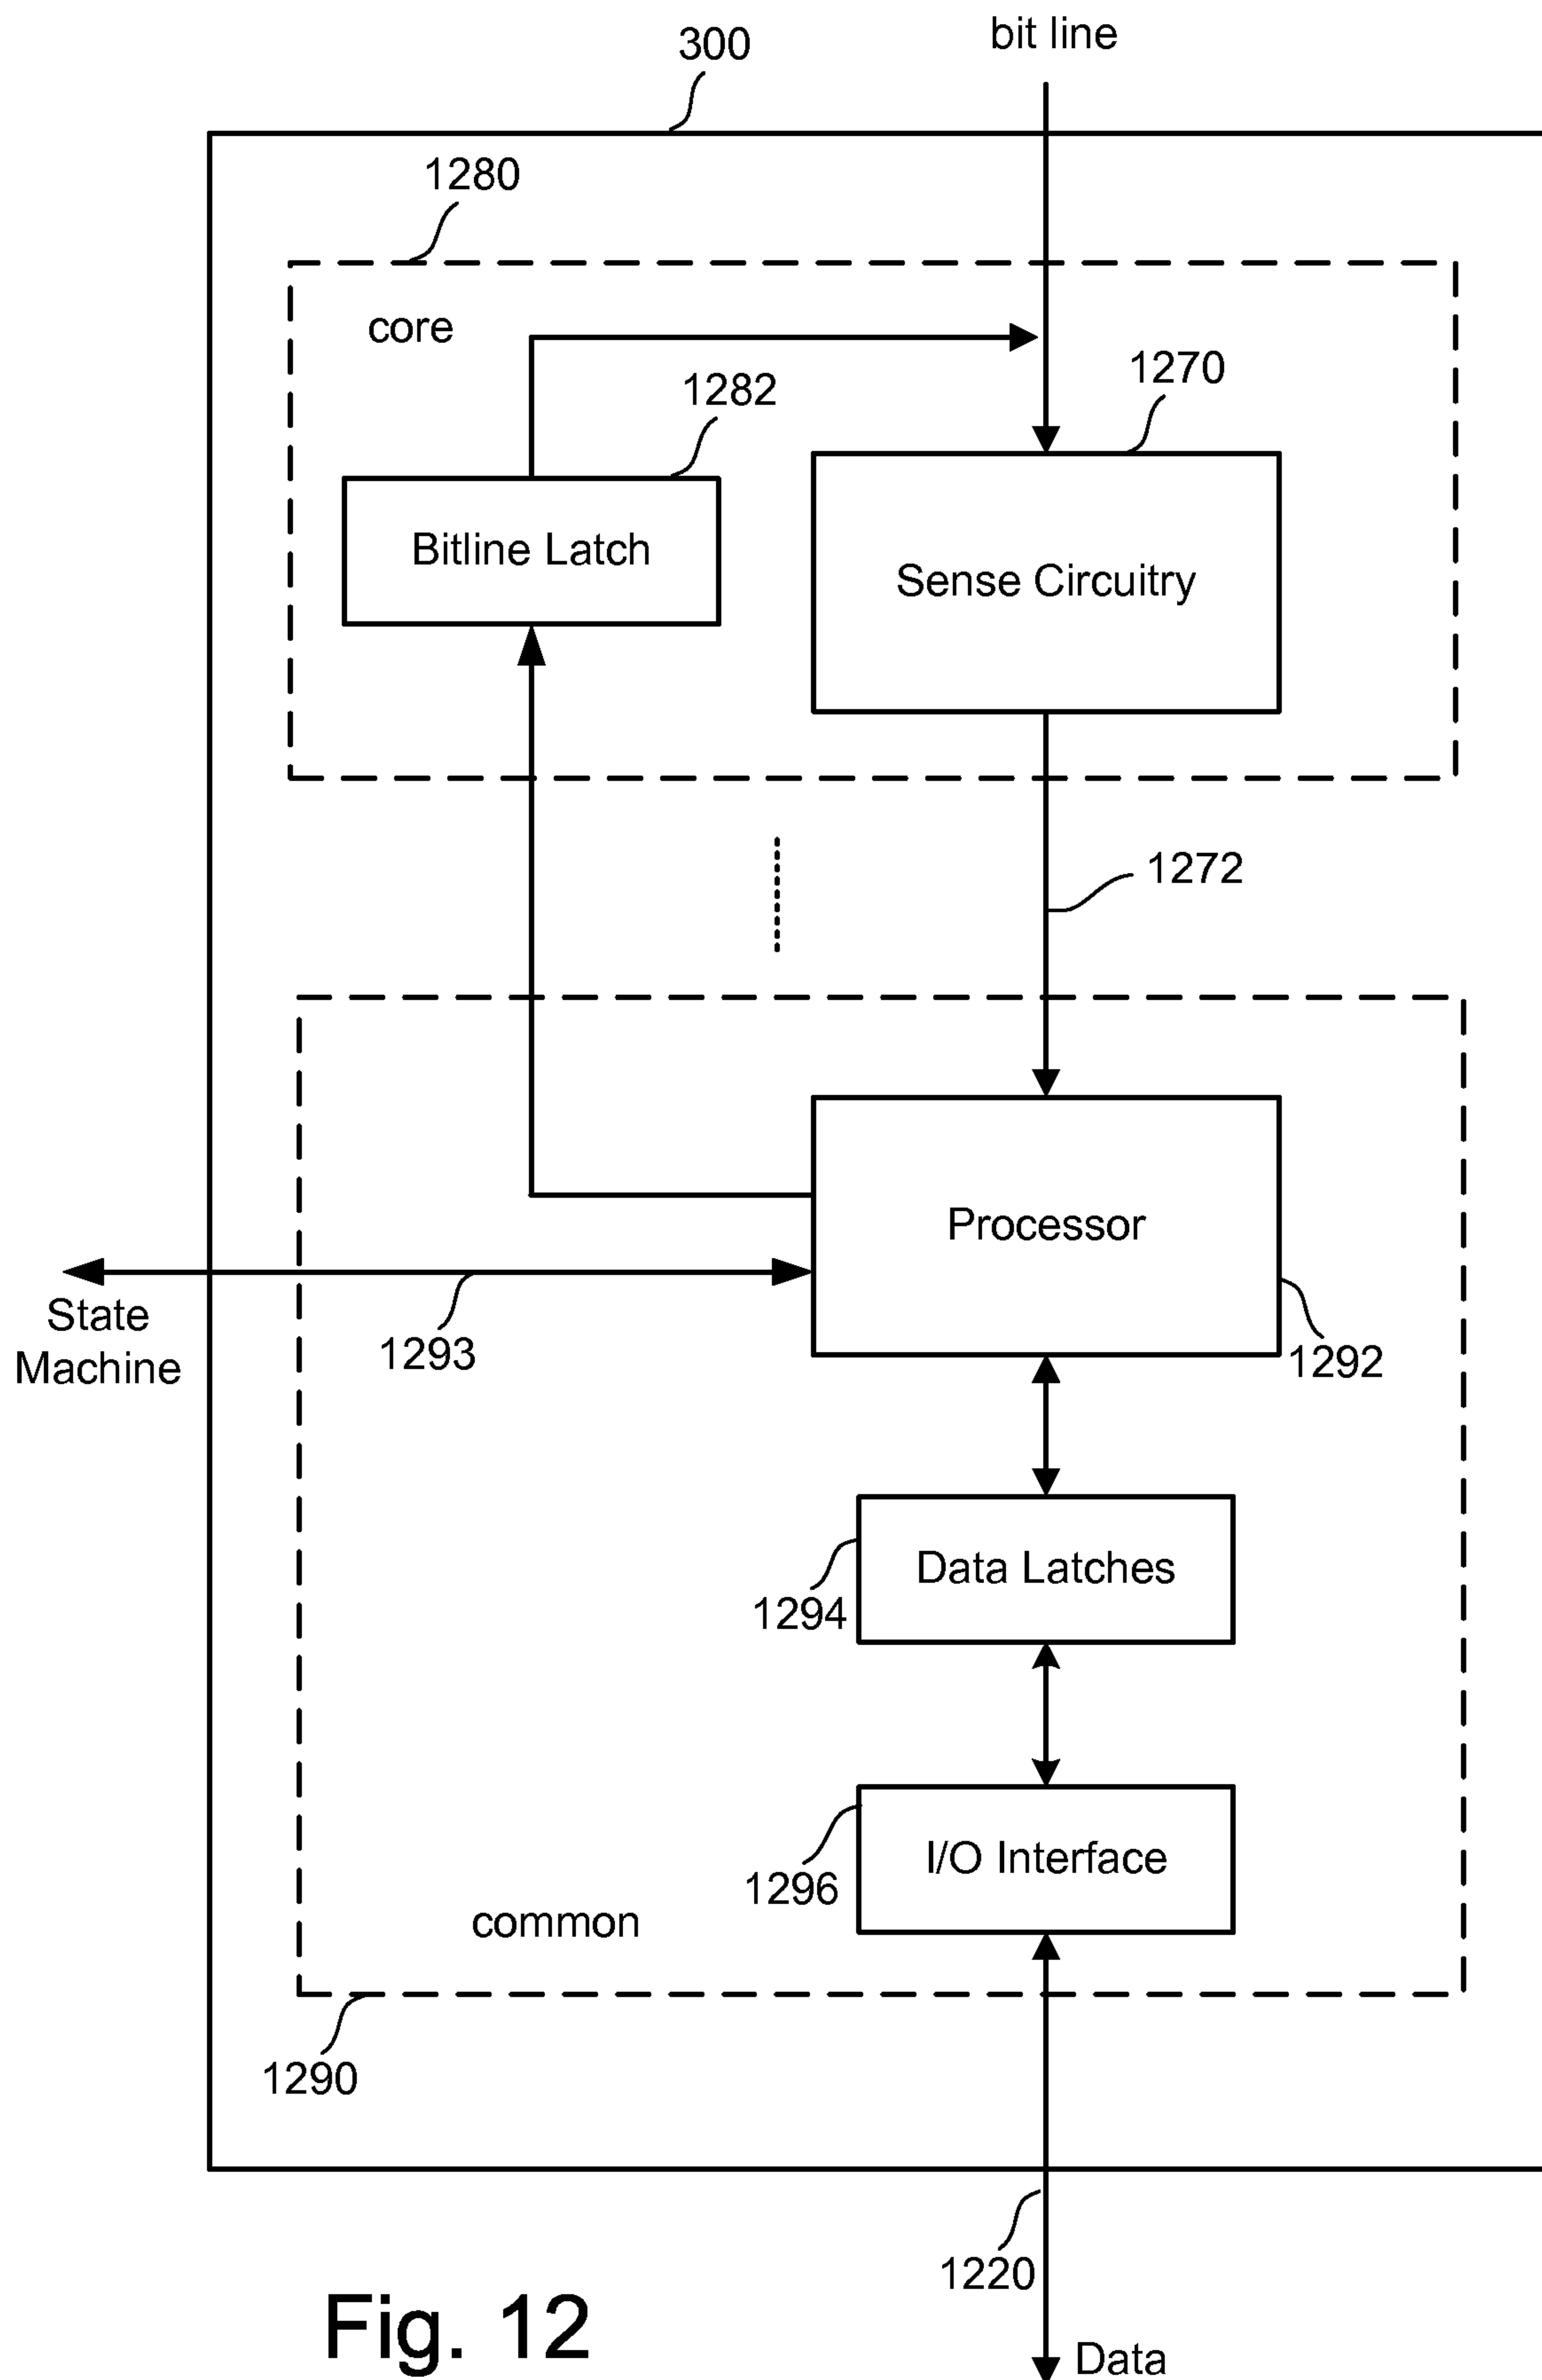 bit line
300
1280
core
1270
1282
Bitline Latch
Sense Circuitry
1272
Processor
State
Machine
1293
1292
Data Latches
1294
I/O Interface
1296
common
1290
1220
Fig. 12
Data